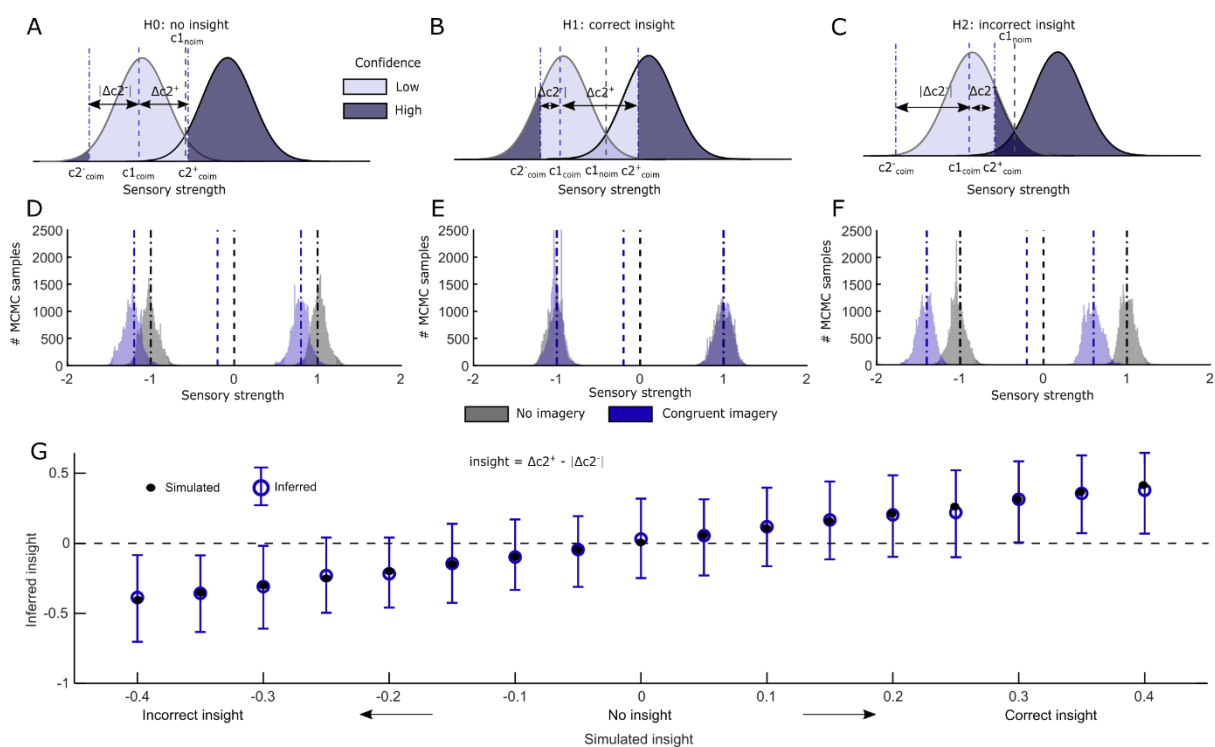 A
H0: no insight
c1noim
Confidence
Low
High
|Δc2-|
Δc2+
c2-coim
c1coim
c2+coim
Sensory strength
B
H1: correct insight
|Δc2-|
Δc2+
c2-coim
c1coim
c1noim
c2+coim
Sensory strength
C
H2: incorrect insight
c1noim
|Δc2-|
c2-coim
c1coim
c2+coim
Sensory strength
D
# MCMC samples
2500
2000
1500
1000
500
0
-2
-1
0
1
2
Sensory strength
E
# MCMC samples
2500
2000
1500
1000
500
0
-2
-1
0
1
2
Sensory strength
F
# MCMC samples
2500
2000
1500
1000
500
0
-2
-1
0
1
2
Sensory strength
No imagery
Congruent imagery
G
insight = Δc2+ - |Δc2-|
Simulated
Inferred
Inferred insight
0.5
0
-0.5
-1
-0.4
-0.3
-0.2
-0.1
0
0.1
0.2
0.3
0.4
Incorrect insight
No insight
Correct insight
Simulated insight